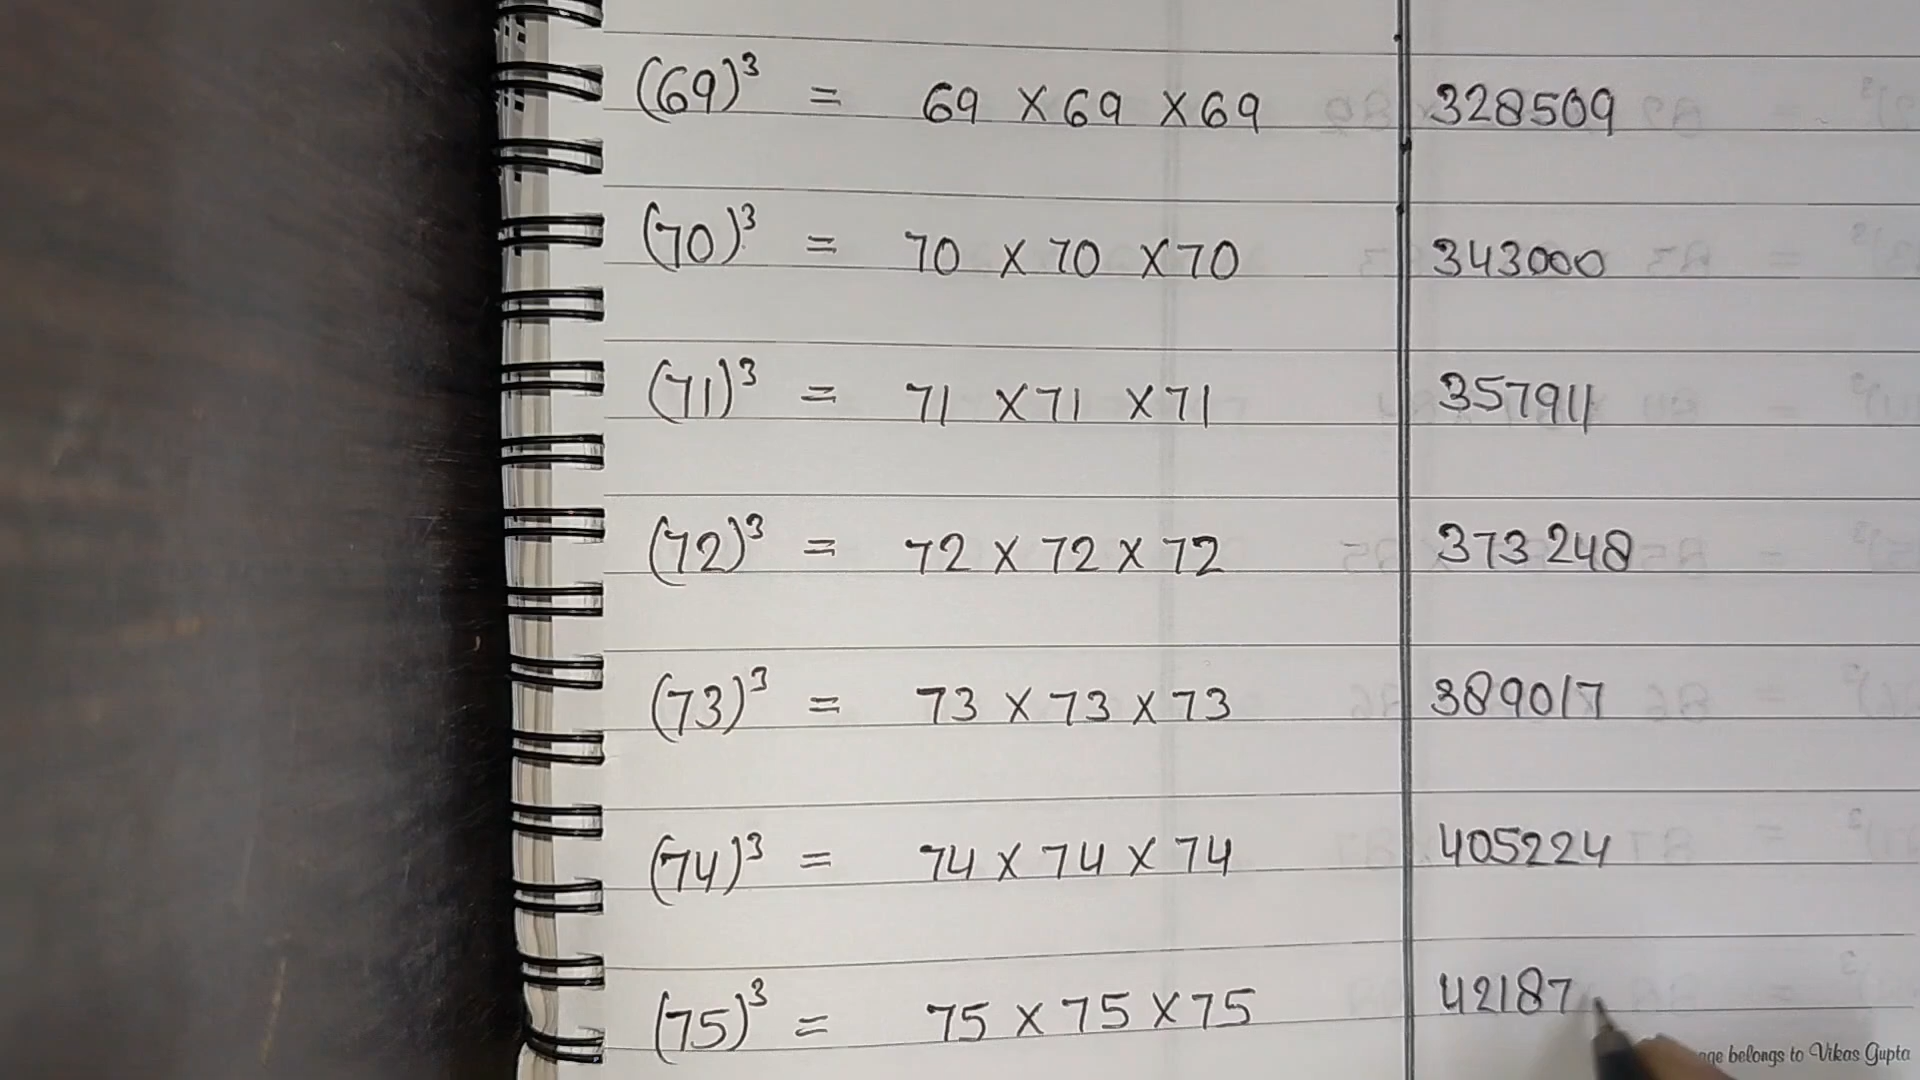 (69)³ = 69 × 69 × 69 328509
(70)³ = 70 × 70 × 70 343000
(71)³ = 71 × 71 × 71 357911
(72)³ = 72 × 72 × 72 373248
(73)³ = 73 × 73 × 73 389017
(74)³ = 74 × 74 × 74 405224
(75)³ = 75 × 75 × 75 42187
belongs to Vikas Gupta